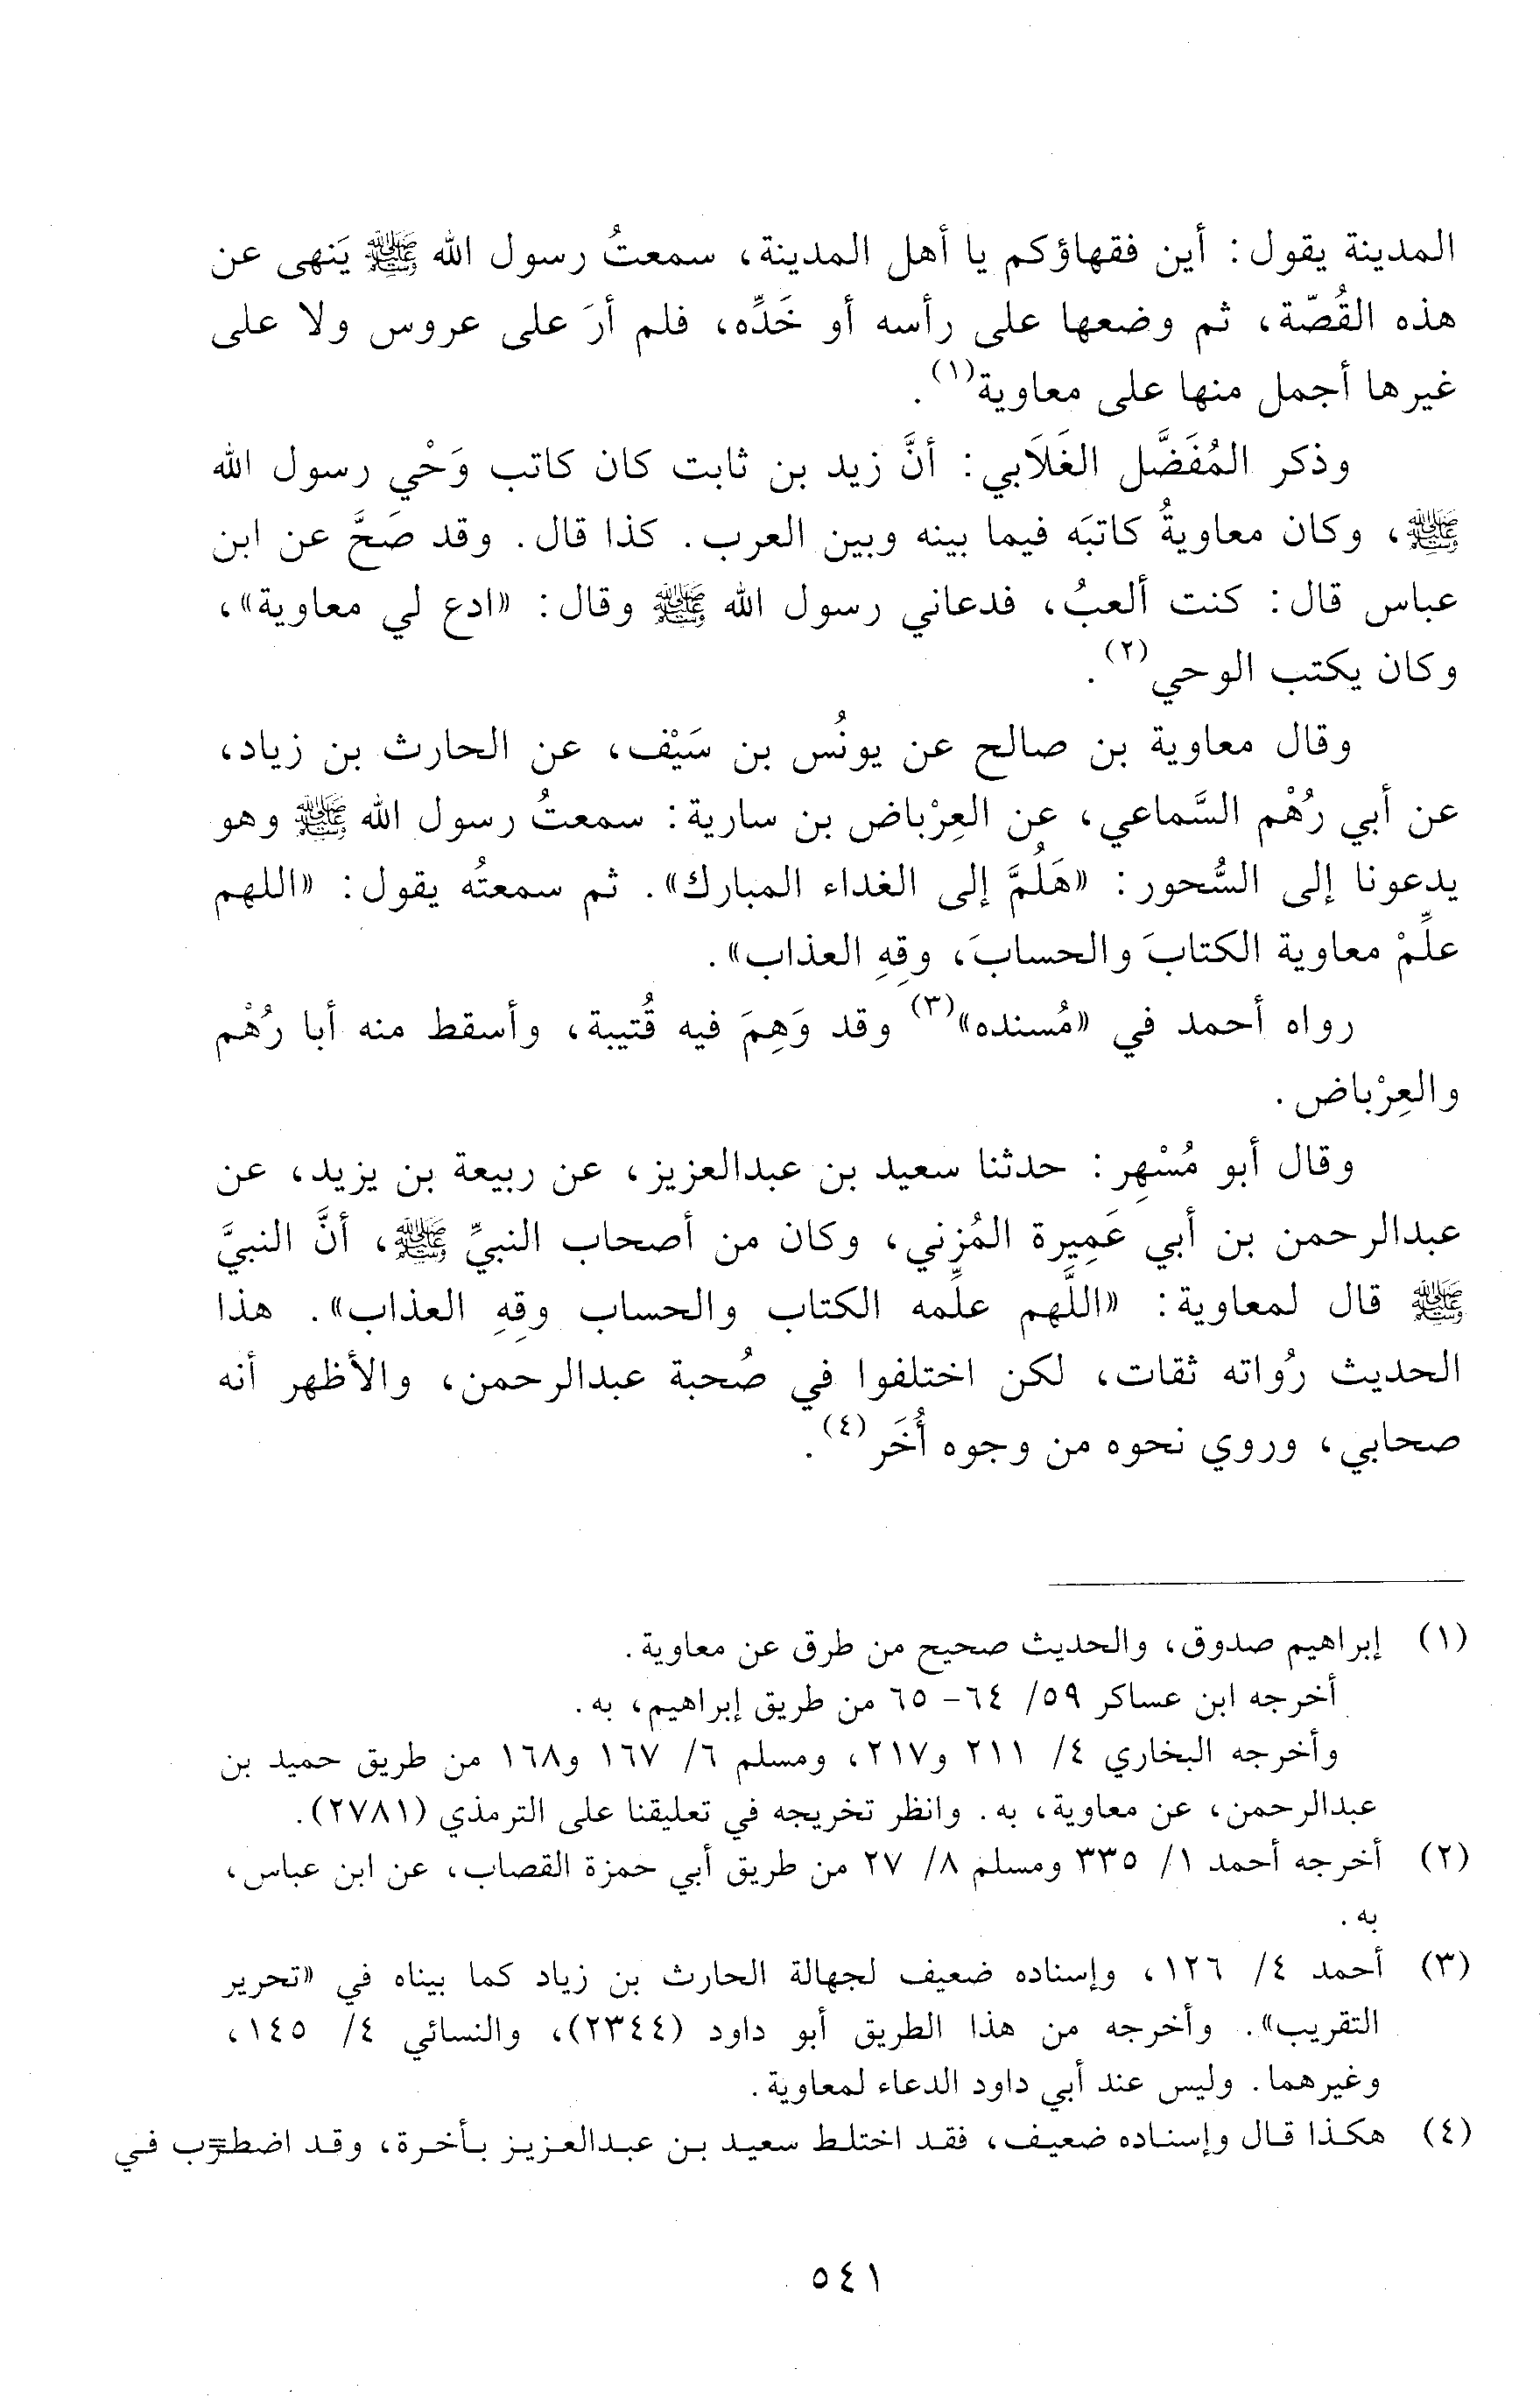 المدينة يقول: أين فقهاؤكم يا أهل المدينة، سمعتُ رسول الله ﷺ يَنهى عن
هذه القُصّة، ثم وضعها على رأسه أو خَدِّه، فلم أرَ على عروس ولا على
غيرها أجمل منها على معاوية(١).
وذكر المُفَضَّل الغَلاَبي: أنَّ زيد بن ثابت كان كاتب وَحْي رسول الله
ﷺ، وكان معاويةُ كاتبَه فيما بينه وبين العرب. كذا قال. وقد صَحَّ عن ابن
عباس قال: كنت ألعبُ، فدعاني رسول الله ﷺ وقال: «ادع لي معاوية»،
وكان يكتب الوحي(٢).
وقال معاوية بن صالح عن يونُس بن سَيْف، عن الحارث بن زياد،
عن أبي رُهْم السَّماعي، عن العِرْباض بن سارية: سمعتُ رسول الله ﷺ وهو
يدعونا إلى السُّحور: «هَلُمَّ إلى الغداء المبارك». ثم سمعتُه يقول: «اللهم
علِّمْ معاوية الكتابَ والحسابَ، وقِهِ العذاب».
رواه أحمد في «مُسنده»(٣) وقد وَهِمَ فيه قُتيبة، وأسقط منه أبا رُهْم
والعِرْباض.
وقال أبو مُسْهِر: حدثنا سعيد بن عبدالعزيز، عن ربيعة بن يزيد، عن
عبدالرحمن بن أبي عَمِيرة المُزني، وكان من أصحاب النبيِّ ﷺ، أنَّ النبيَّ
ﷺ قال لمعاوية: «اللَّهم علِّمه الكتاب والحساب وقِهِ العذاب». هذا
الحديث رُواته ثقات، لكن اختلفوا في صُحبة عبدالرحمن، والأظهر أنه
صحابي، وروي نحوه من وجوه أُخَر(٤).
(١) إبراهيم صدوق، والحديث صحيح من طرق عن معاوية.
أخرجه ابن عساكر ٥٩/ ٦٤- ٦٥ من طريق إبراهيم، به.
وأخرجه البخاري ٤/ ٢١١ و٢١٧، ومسلم ٦/ ١٦٧ و١٦٨ من طريق حميد بن
عبدالرحمن، عن معاوية، به. وانظر تخريجه في تعليقنا على الترمذي (٢٧٨١).
(٢) أخرجه أحمد ١/ ٣٣٥ ومسلم ٨/ ٢٧ من طريق أبي حمزة القصاب، عن ابن عباس،
به.
(٣) أحمد ٤/ ١٢٦، وإسناده ضعيف لجهالة الحارث بن زياد كما بيناه في «تحرير
التقريب». وأخرجه من هذا الطريق أبو داود (٢٣٤٤)، والنسائي ٤/ ١٤٥،
وغيرهما. وليس عند أبي داود الدعاء لمعاوية.
(٤) هكذا قال وإسناده ضعيف، فقد اختلط سعيد بن عبدالعزيز بأخرة، وقد اضطرب في
=
٥٤١